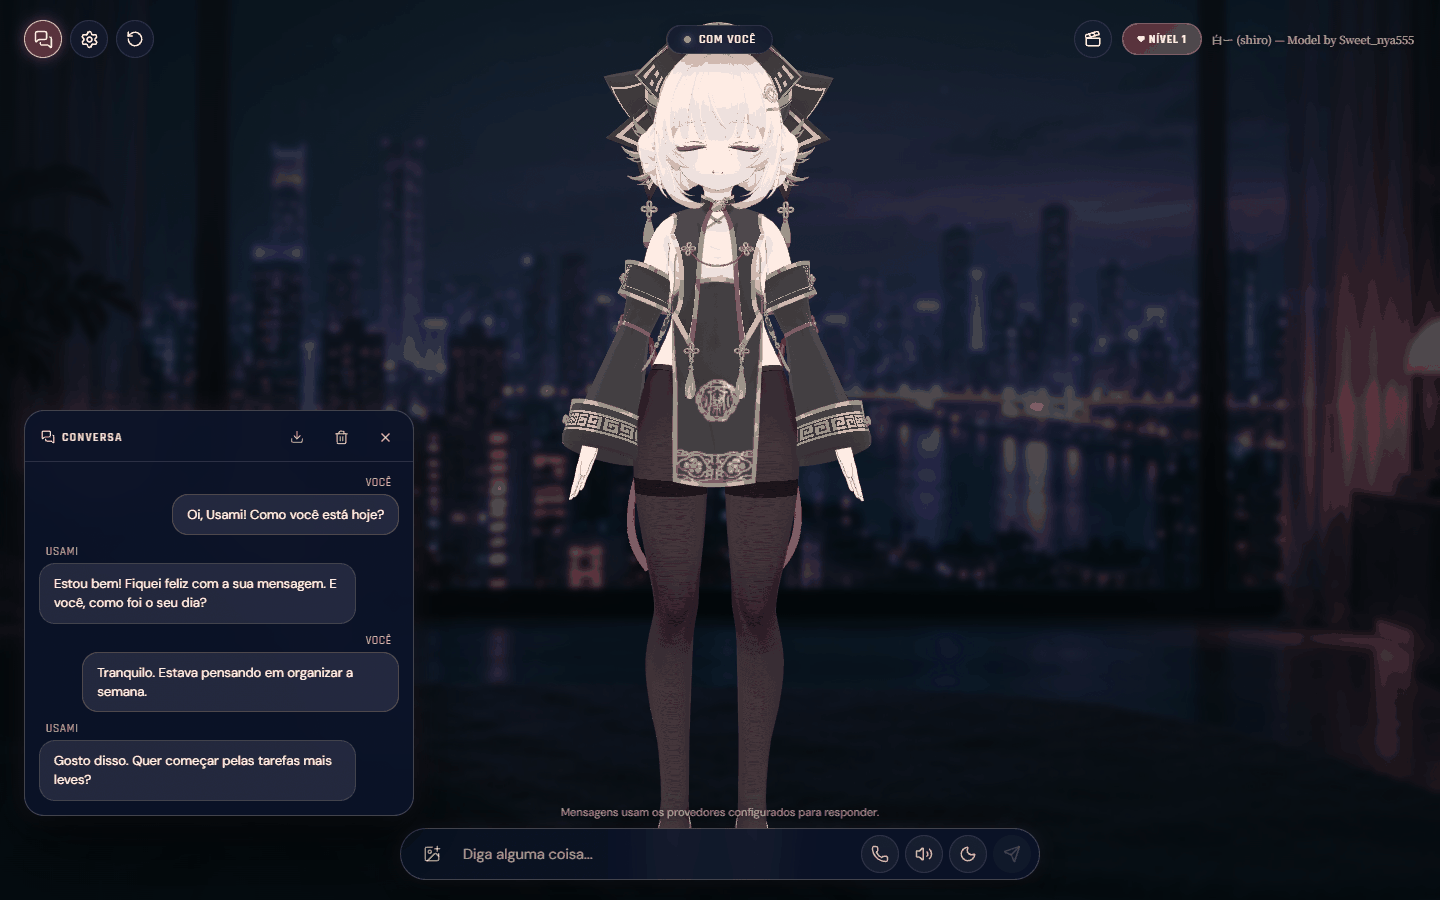 COM VOCÊ
NÍVEL 1
白一 (shiro) — Model by Sweet_nya555
CONVERSA
VOCÊ
Oi, Usami! Como você está hoje?
USAMI
Estou bem! Fiquei feliz com a sua mensagem. E
você, como foi o seu dia?
VOCÊ
Tranquilo. Estava pensando em organizar a
semana.
USAMI
Gosto disso. Quer começar pelas tarefas mais
leves?
Mensagens usam os provedores configurados para responder.
Diga alguma coisa...